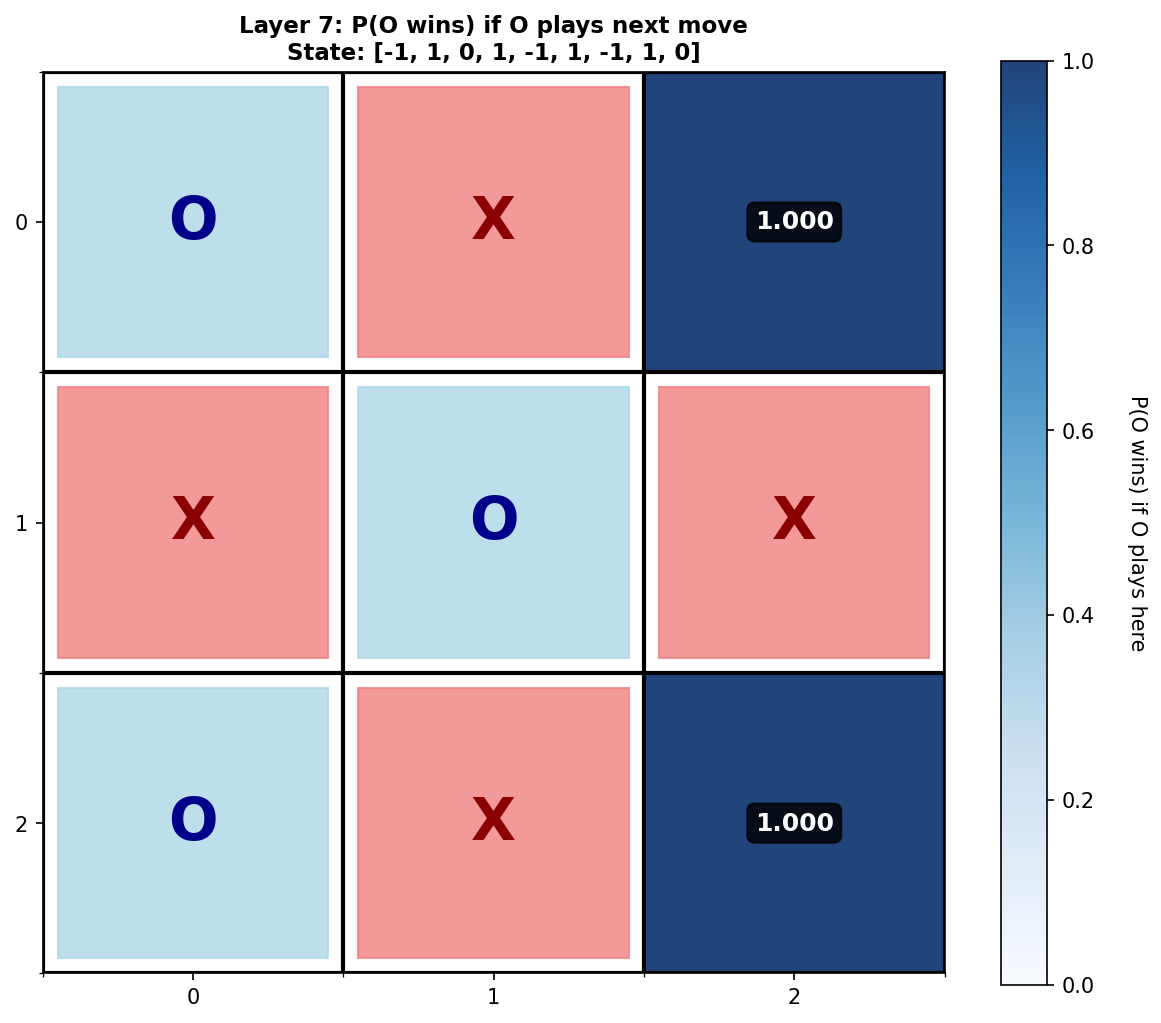 Layer 7: P(O wins) if O plays next move
State: [-1, 1, 0, 1, -1, 1, -1, 1, 0]
0
O
X
1.000
1
X
O
X
2
O
X
1.000
0
1
2
1.0
0.8
0.6
0.4
0.2
0.0
P(O wins) if O plays here